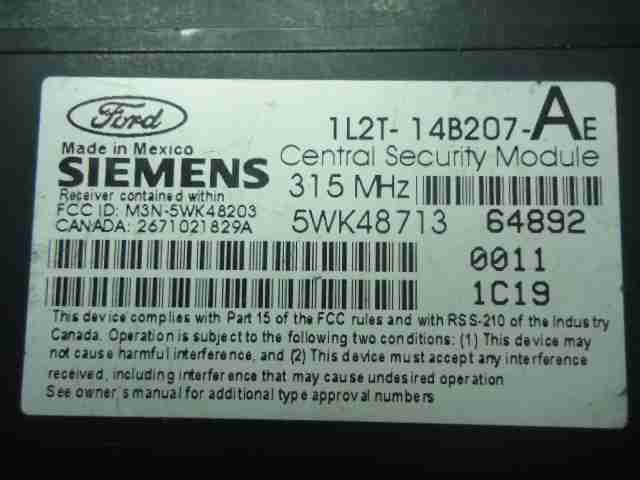 Ford
1L2T-14B207-AE
Made in Mexico
SIEMENS
Central Security Module
Receiver contained within
315 MHz
FCC ID: M3N-5WK48203
CANADA: 2671021829A
5WK48713
64892
0011
1C19
This device complies with Part 15 of the FCC rules and with RSS-210 of the Industry
Canada. Operation is subject to the following two conditions: (1) This device may
not cause harmful interference, and (2) This device must accept any interference
received, including interference that may cause undesired operation
See owner's manual for additional type approval numbers